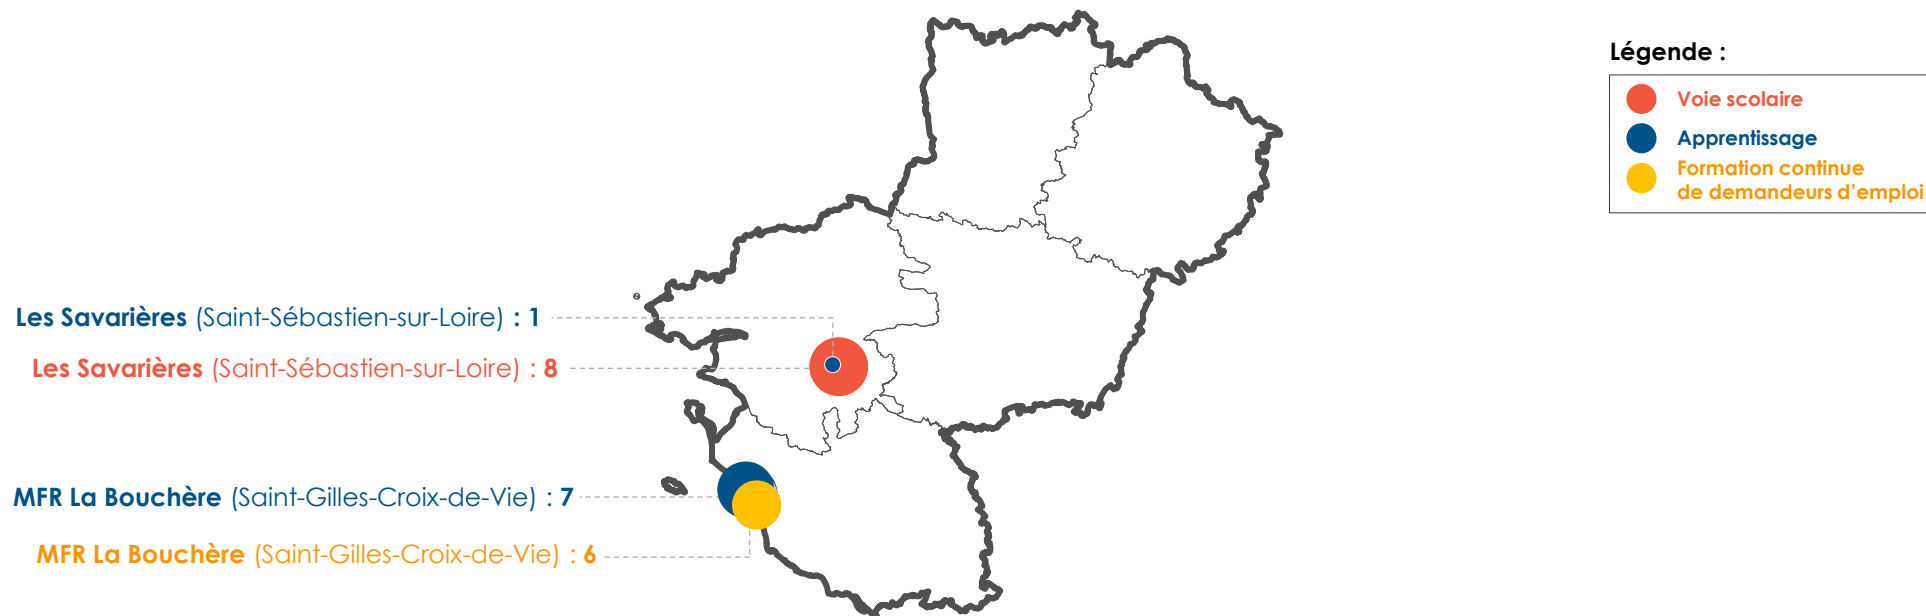 Légende :
Voie scolaire
Apprentissage
Formation continue
de demandeurs d'emploi
Les Savarières (Saint-Sébastien-sur-Loire) : 1
Les Savarières (Saint-Sébastien-sur-Loire) : 8
MFR La Bouchère (Saint-Gilles-Croix-de-Vie) : 7
MFR La Bouchère (Saint-Gilles-Croix-de-Vie) : 6